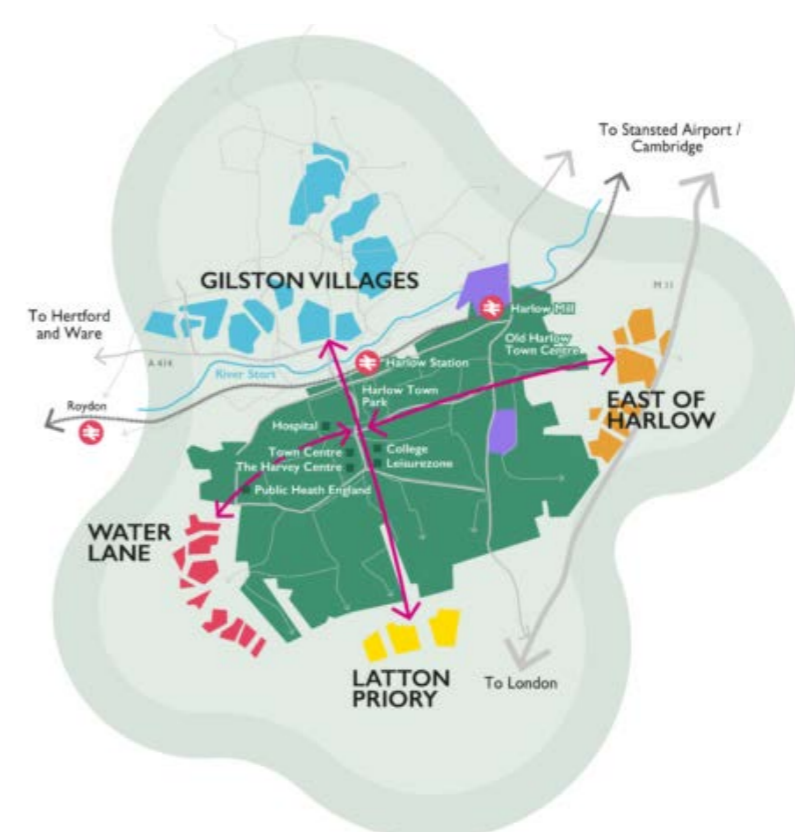 To Stansted Airport /
Cambridge
GILSTON VILLAGES
M 11
To Hertford
and Ware
Harlow Mill
Old Harlow
Town Centre
A 414
River Stort
Harlow Station
Roydon
Harlow Town
Park
EAST OF
HARLOW
Hospital
Town Centre
College
The Harvey Centre
Leisurezone
Public Heath England
WATER
LANE
LATTON
PRIORY
To London